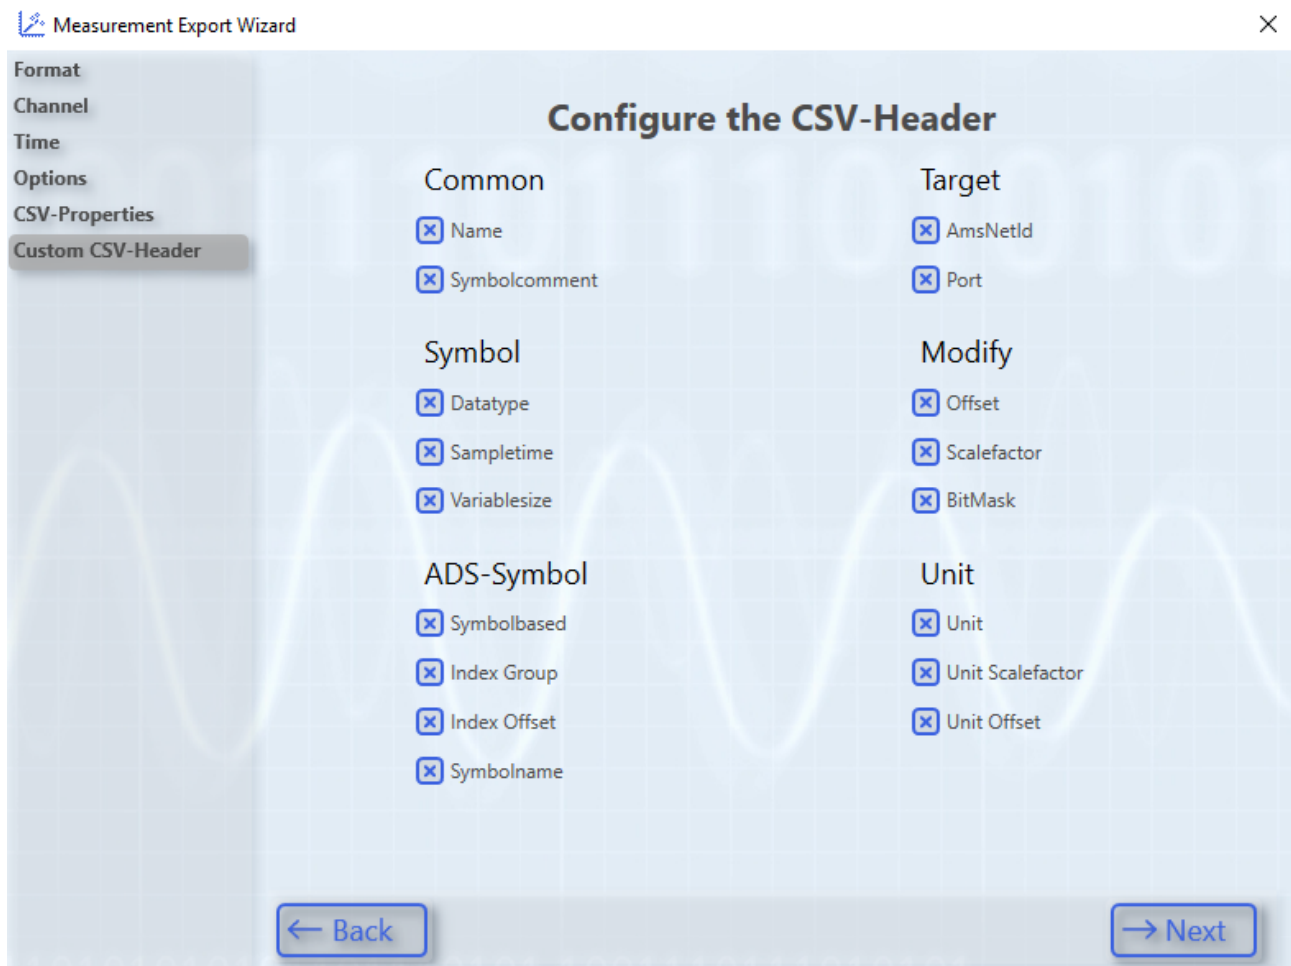 Measurement Export Wizard
Format
Channel
Time
Options
CSV-Properties
Custom CSV-Header
Configure the CSV-Header
Common
Name
Symbolcomment
Symbol
Datatype
Sampletime
Variablesize
ADS-Symbol
Symbolbased
Index Group
Index Offset
Symbolname
Target
AmsNetId
Port
Modify
Offset
Scalefactor
BitMask
Unit
Unit
Unit Scalefactor
Unit Offset
Back
Next